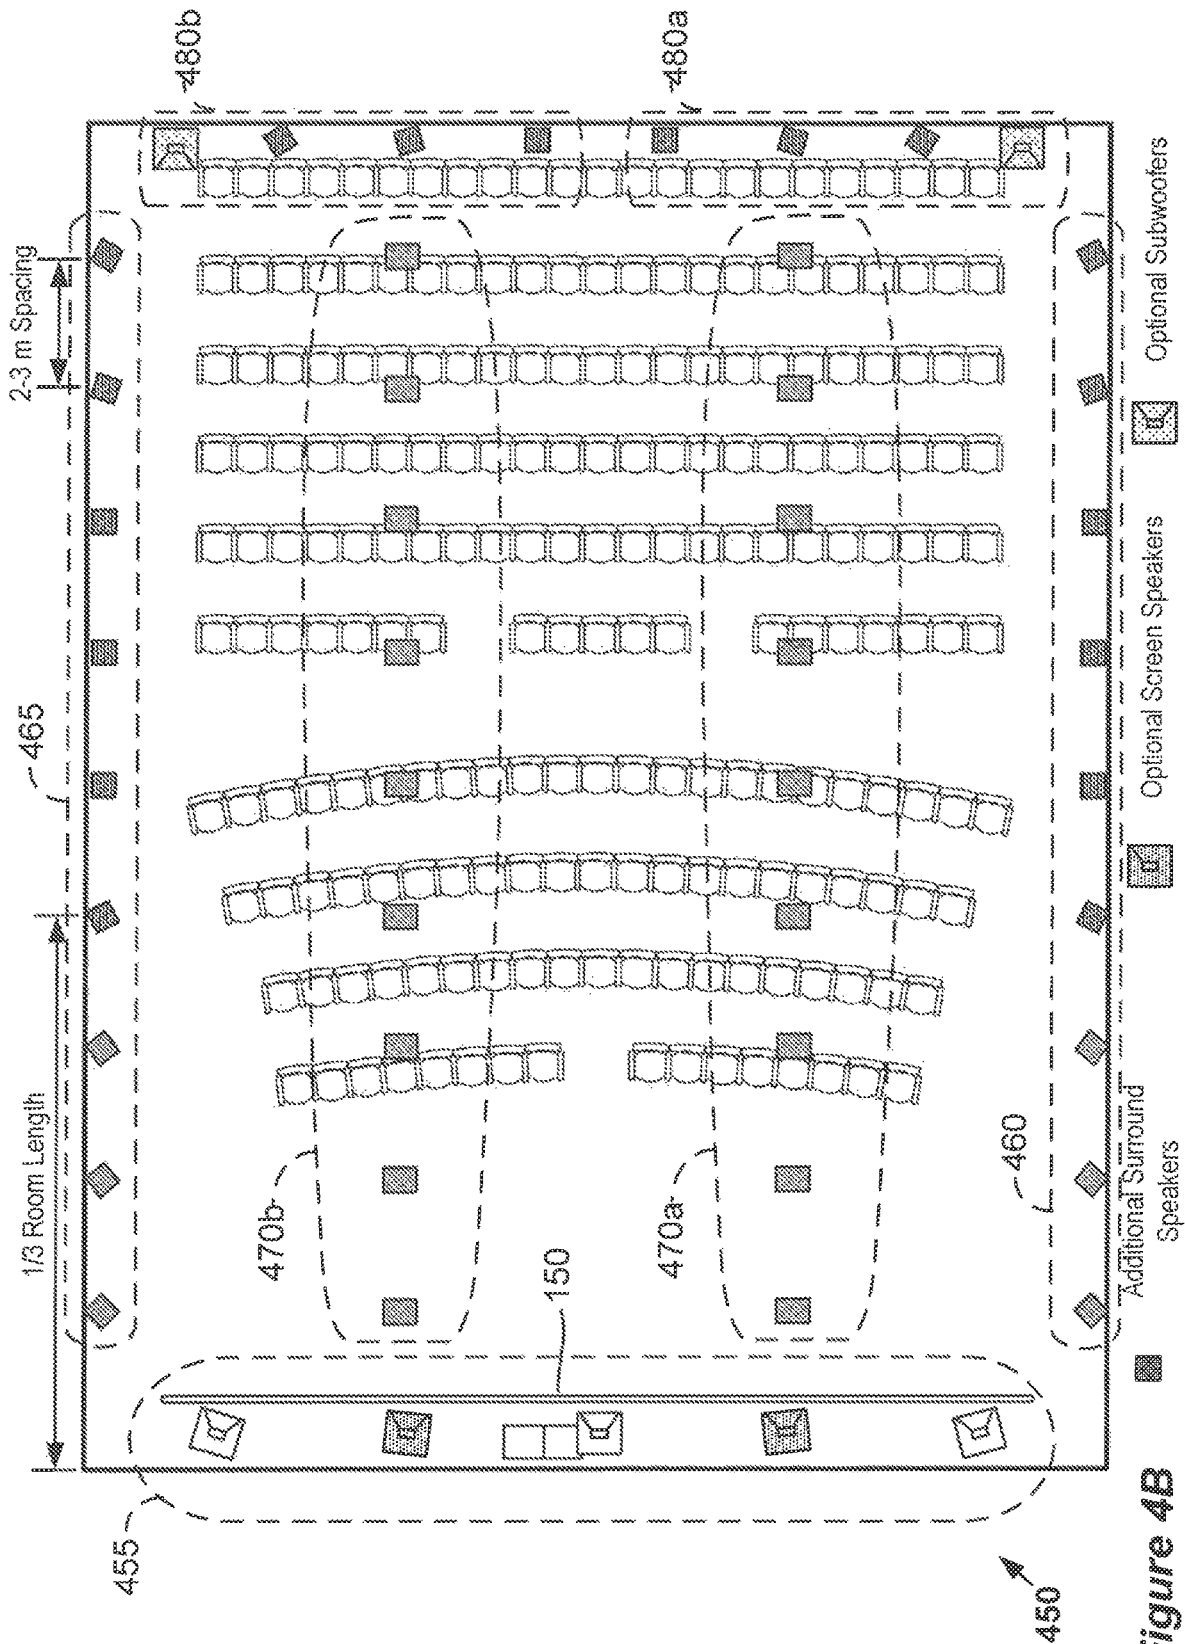 1/3 Room Length
465
2-3 m Spacing
455
480b
470b
150
470a
480a
460
450
Additional Surround
Speakers
Optional Screen Speakers
Optional Subwoofers
Figure 4B